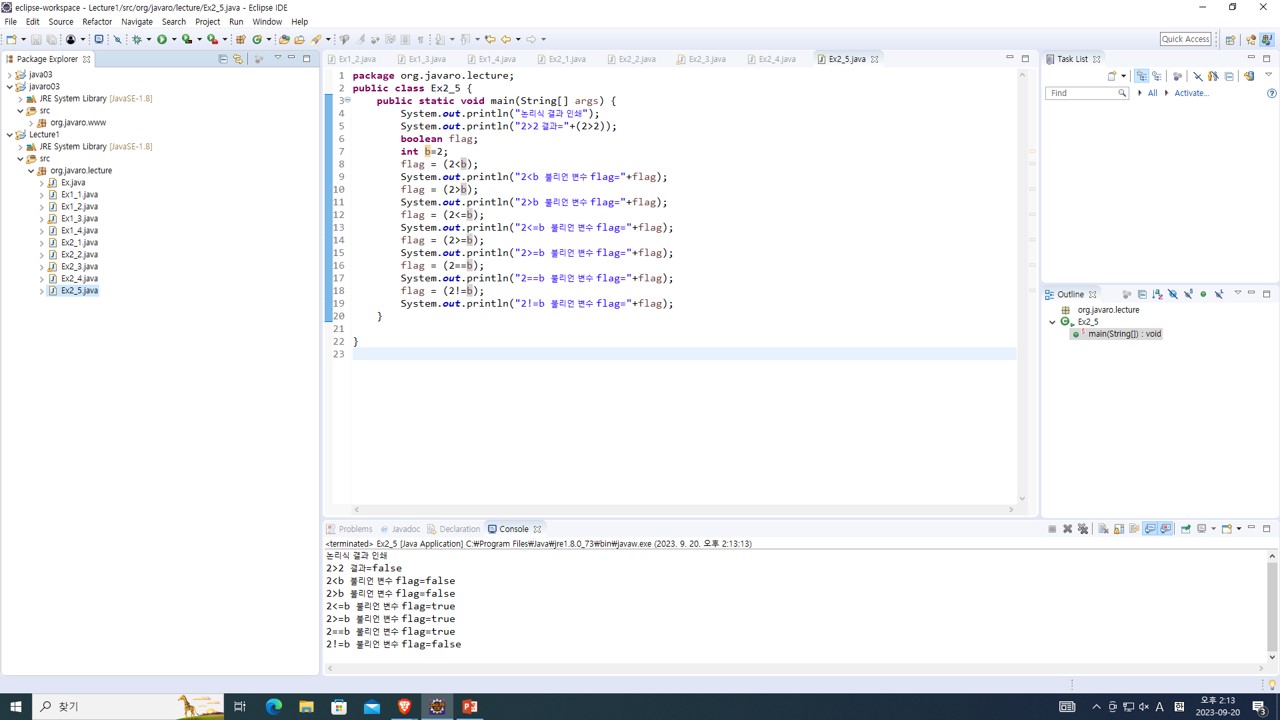 eclipse-workspace - Lecture1/src/org/javaro/lecture/Ex2_5.java - Eclipse IDE
File Edit Source Refactor Navigate Search Project Run Window Help
Quick Access
Package Explorer
java03
javaro03
JRE System Library [JavaSE-1.8]
src
org.javaro.www
Lecture1
JRE System Library [JavaSE-1.8]
src
org.javaro.lecture
Ex.java
Ex1_1.java
Ex1_2.java
Ex1_3.java
Ex1_4.java
Ex2_1.java
Ex2_2.java
Ex2_3.java
Ex2_4.java
Ex2_5.java
Ex1_2.java Ex1_3.java Ex1_4.java Ex2_1.java Ex2_2.java Ex2_3.java Ex2_4.java Ex2_5.java
1 package org.javaro.lecture;
2 public class Ex2_5 {
3 public static void main(String[] args) {
4 System.out.println("논리식 결과 인쇄");
5 System.out.println("2>2 결과="+(2>2));
6 boolean flag;
7 int b=2;
8 flag = (2<b);
9 System.out.println("2<b 불리언 변수 flag="+flag);
10 flag = (2>b);
11 System.out.println("2>b 불리언 변수 flag="+flag);
12 flag = (2<=b);
13 System.out.println("2<=b 불리언 변수 flag="+flag);
14 flag = (2>=b);
15 System.out.println("2>=b 불리언 변수 flag="+flag);
16 flag = (2==b);
17 System.out.println("2==b 불리언 변수 flag="+flag);
18 flag = (2!=b);
19 System.out.println("2!=b 불리언 변수 flag="+flag);
20 }
21
22 }
23
Task List
Find All Activate...
Outline
org.javaro.lecture
Ex2_5
main(String[]) : void
Problems Javadoc Declaration Console
<terminated> Ex2_5 [Java Application] C:₩Program Files₩Java₩jre1.8.0_73₩bin₩javaw.exe (2023. 9. 20. 오후 2:13:13)
논리식 결과 인쇄
2>2 결과=false
2<b 불리언 변수 flag=false
2>b 불리언 변수 flag=false
2<=b 불리언 변수 flag=true
2>=b 불리언 변수 flag=true
2==b 불리언 변수 flag=true
2!=b 불리언 변수 flag=false
찾기
A 한
오후 2:13
2023-09-20
3